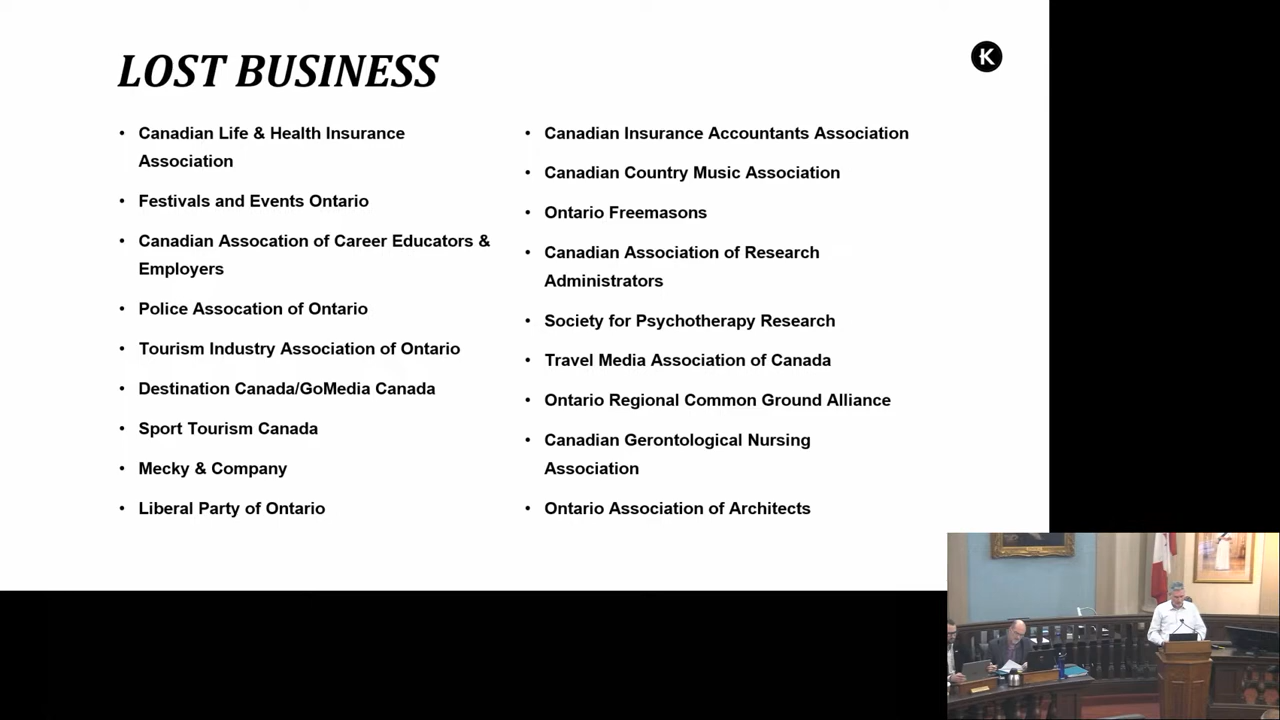 LOST BUSINESS
K
• Canadian Life & Health Insurance
Association
• Festivals and Events Ontario
• Canadian Assocation of Career Educators &
Employers
• Police Assocation of Ontario
• Tourism Industry Association of Ontario
• Destination Canada/GoMedia Canada
• Sport Tourism Canada
• Mecky & Company
• Liberal Party of Ontario
• Canadian Insurance Accountants Association
• Canadian Country Music Association
• Ontario Freemasons
• Canadian Association of Research
Administrators
• Society for Psychotherapy Research
• Travel Media Association of Canada
• Ontario Regional Common Ground Alliance
• Canadian Gerontological Nursing
Association
• Ontario Association of Architects